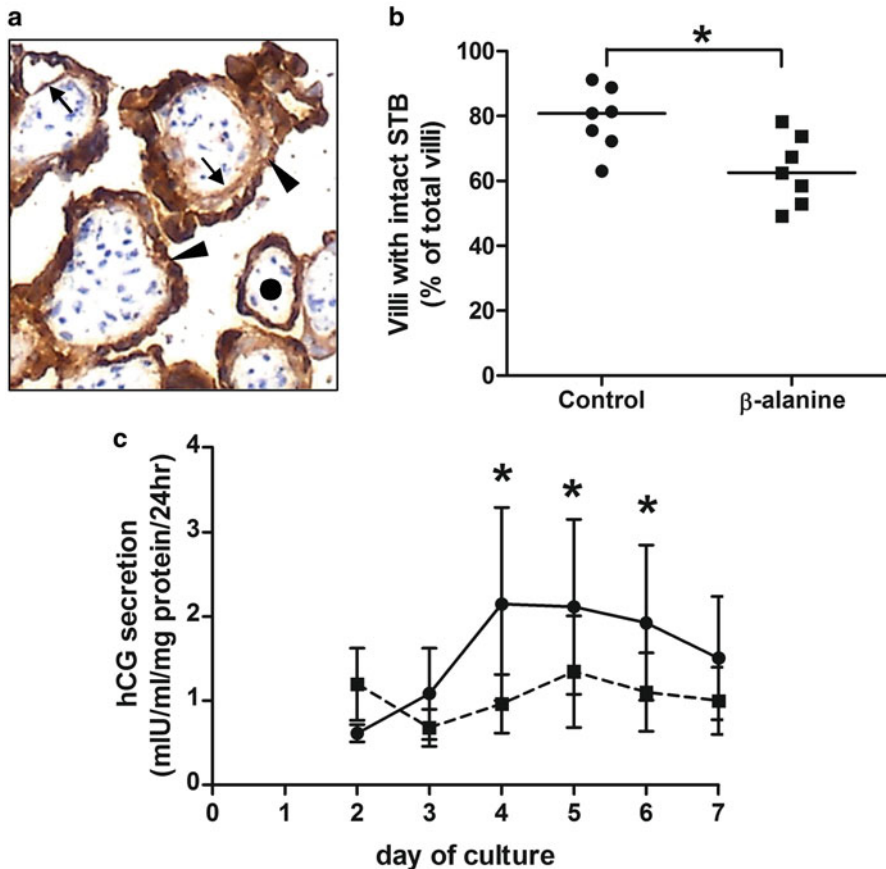 a
b
*
100
80
60
40
20
0
Villi with intact STB
(% of total villi)
Control
β-alanine
c
4
3
2
1
0
hCG secretion
(mIU/ml/mg protein/24hr)
* * *
0 1 2 3 4 5 6 7
day of culture